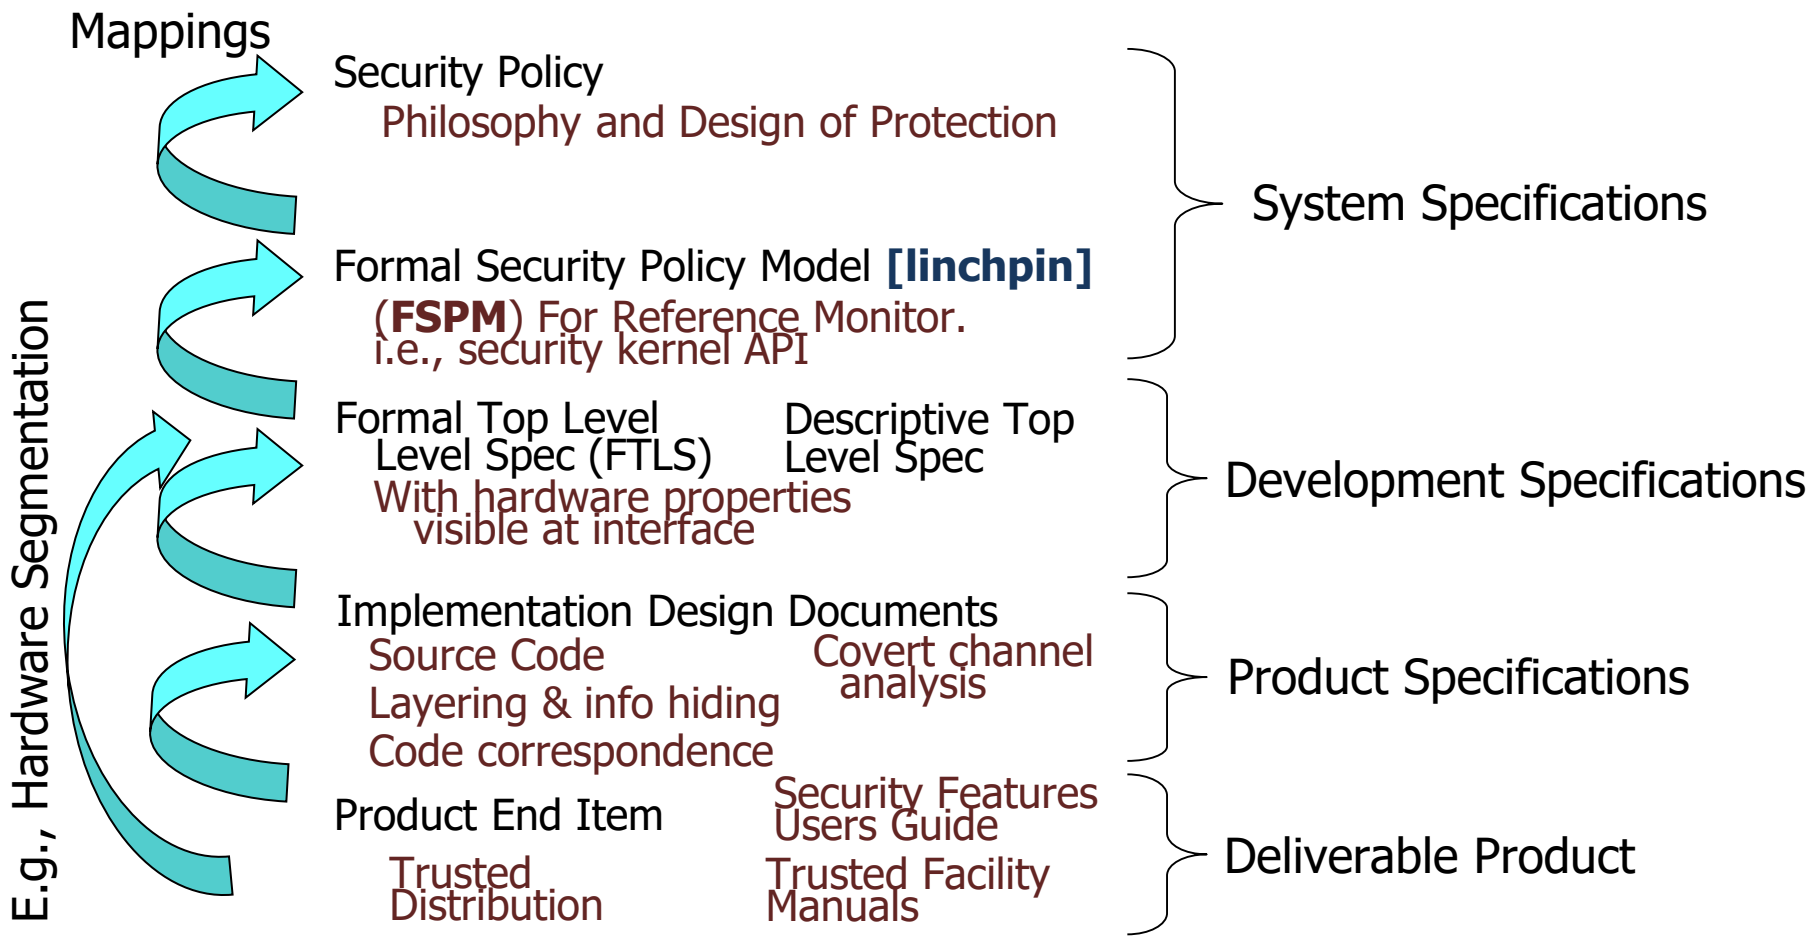 Mappings
Security Policy
Philosophy and Design of Protection
System Specifications
Formal Security Policy Model [linchpin]
(FSPM) For Reference Monitor.
i.e., security kernel API
E.g., Hardware Segmentation
Formal Top Level
Level Spec (FTLS)
Descriptive Top
Level Spec
With hardware properties
visible at interface
Development Specifications
Implementation Design Documents
Source Code
Layering & info hiding
Code correspondence
Covert channel
analysis
Product Specifications
Product End Item
Security Features
Users Guide
Trusted
Distribution
Trusted Facility
Manuals
Deliverable Product